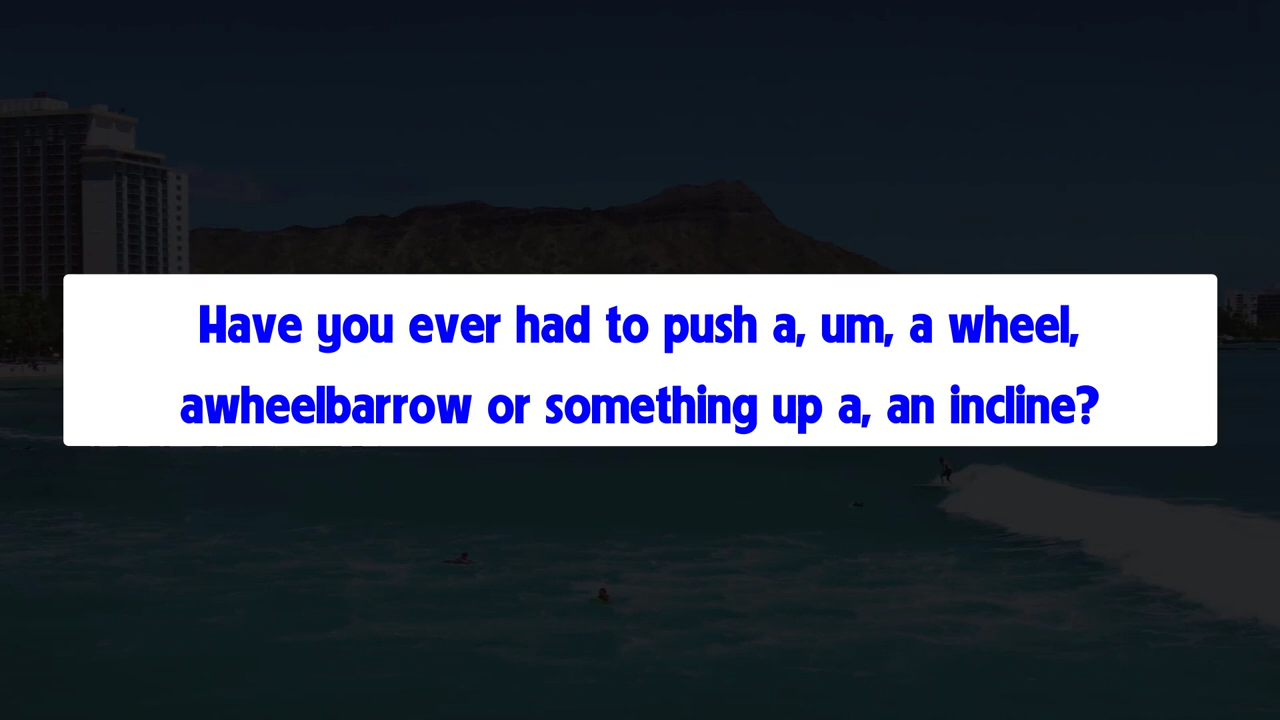 Have you ever had to push a, um, a wheel,
awheelbarrow or something up a, an incline?